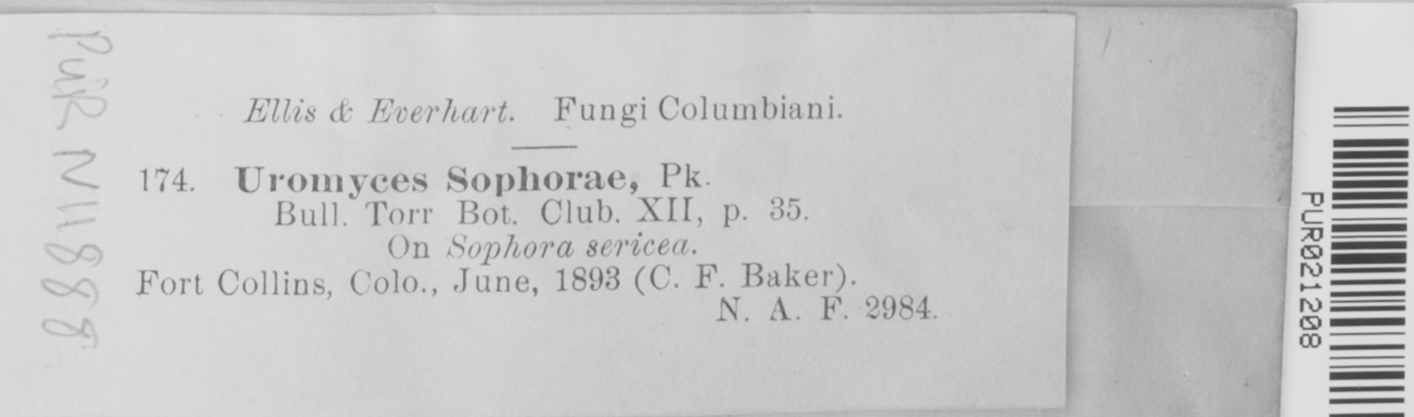 PUR N11888
Ellis & Everhart. Fungi Columbiani.
174. Uromyces Sophorae, Pk.
Bull. Torr Bot. Club. XII, p. 35.
On Sophora sericea.
Fort Collins, Colo., June, 1893 (C. F. Baker).
N. A. F. 2984.
PUR021208